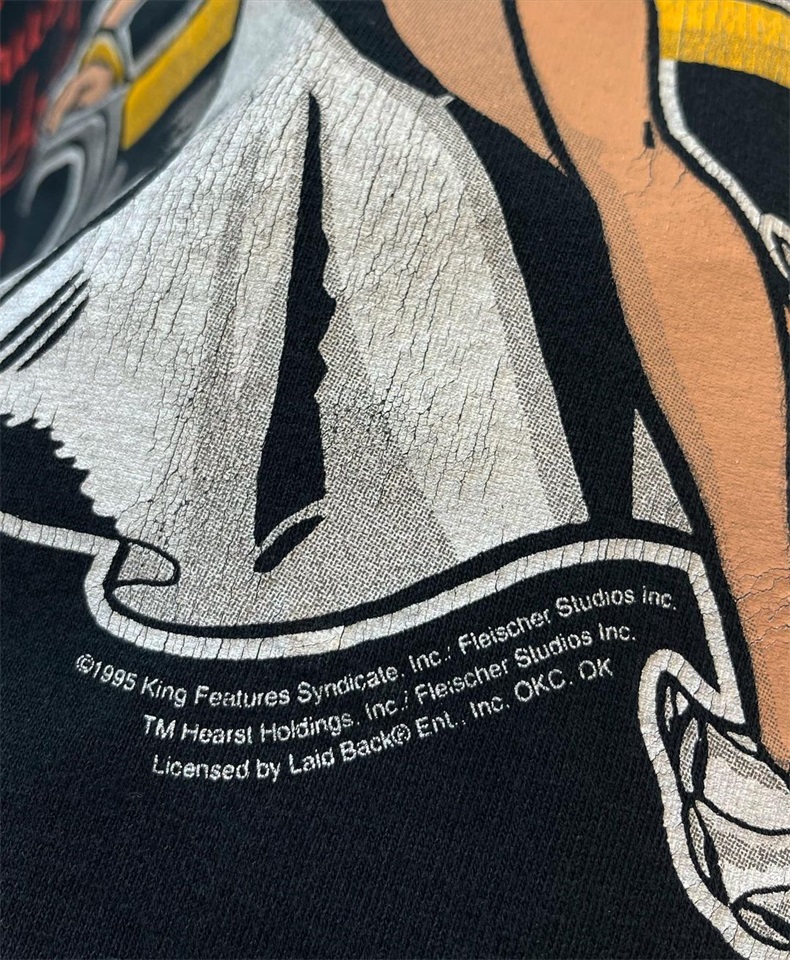 ©1995 King Features Syndicate, Inc./ Fleischer Studios Inc.
TM Hearst Holdings, Inc./ Fleischer Studios Inc.
Licensed by Laid Back® Ent., Inc. OKC. OK